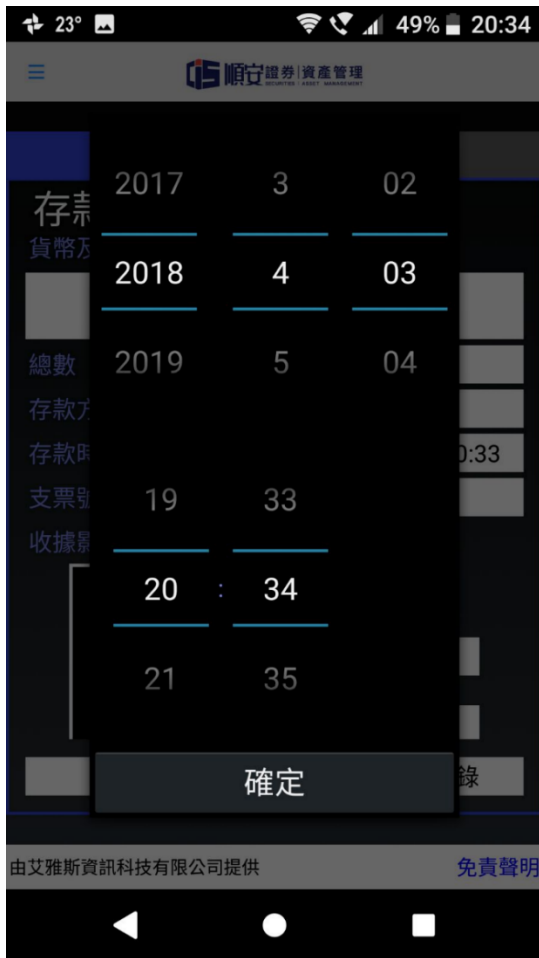 23° 49% 20:34
順安證券 資產管理
SECURITIES ASSET MANAGEMENT
2017 3 02
存款
貨幣及
2018 4 03
總數 2019 5 04
存款方
存款時 0:33
支票號 19 33
收據影
20 : 34
21 35
確定 錄
由艾雅斯資訊科技有限公司提供 免責聲明